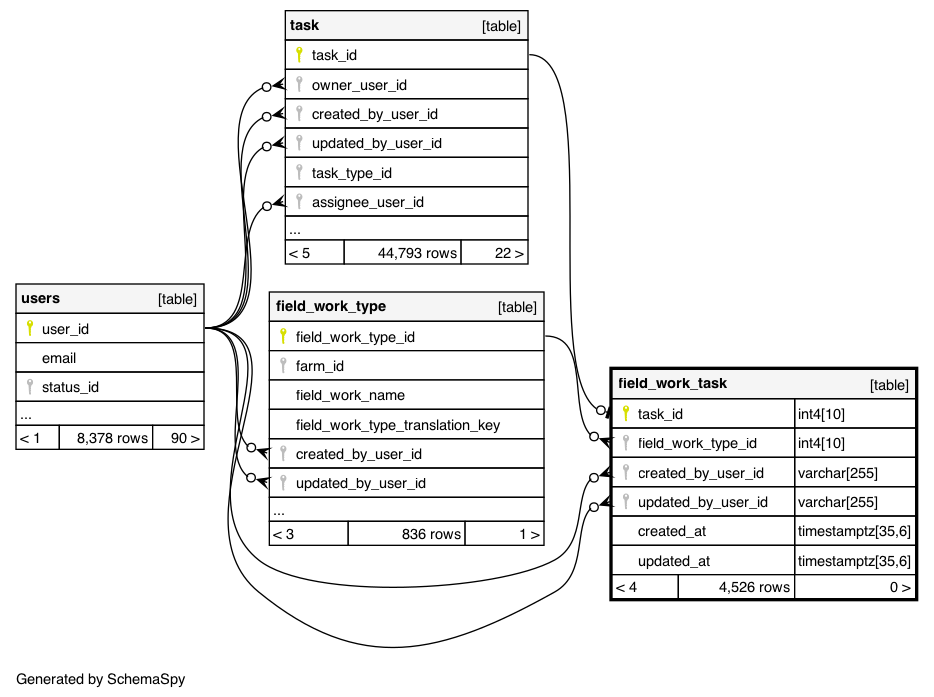 task [table]
task_id
owner_user_id
created_by_user_id
updated_by_user_id
task_type_id
assignee_user_id
...
< 5 44,793 rows 22 >
users [table]
user_id
email
status_id
...
< 1 8,378 rows 90 >
field_work_type [table]
field_work_type_id
farm_id
field_work_name
field_work_type_translation_key
created_by_user_id
updated_by_user_id
...
< 3 836 rows 1 >
field_work_task [table]
task_id int4[10]
field_work_type_id int4[10]
created_by_user_id varchar[255]
updated_by_user_id varchar[255]
created_at timestamptz[35,6]
updated_at timestamptz[35,6]
< 4 4,526 rows 0 >
Generated by SchemaSpy